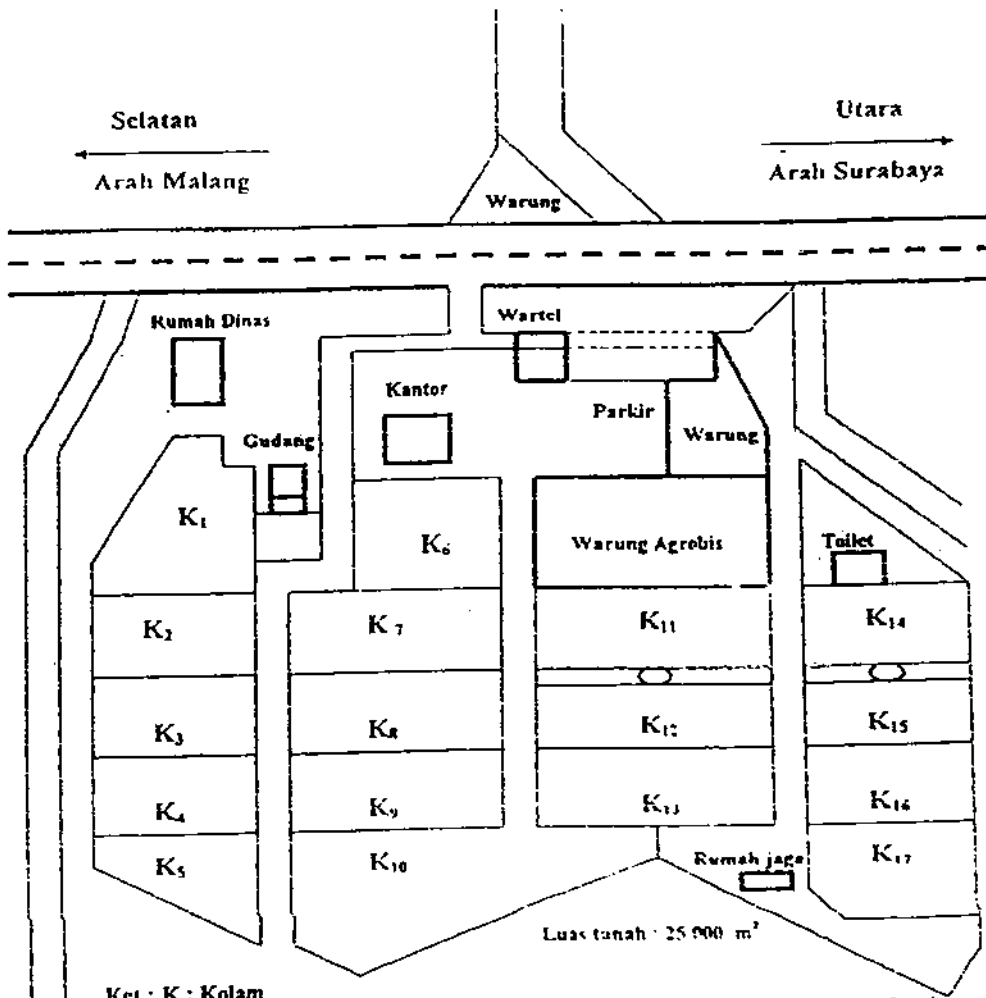 Selatan
Arah Malang
Utara
Arah Surabaya
Warung
Rumah Dinas
Wartel
Kantor
Parkir
Warung
Gudang
K1
K6
Warung Agrobis
Toilet
K2
K7
K11
K14
K3
K8
K12
K15
K4
K9
K13
K16
K5
K10
Rumah jaga
K17
Luas tanah : 25.000 m²
Ket : K : Kolam